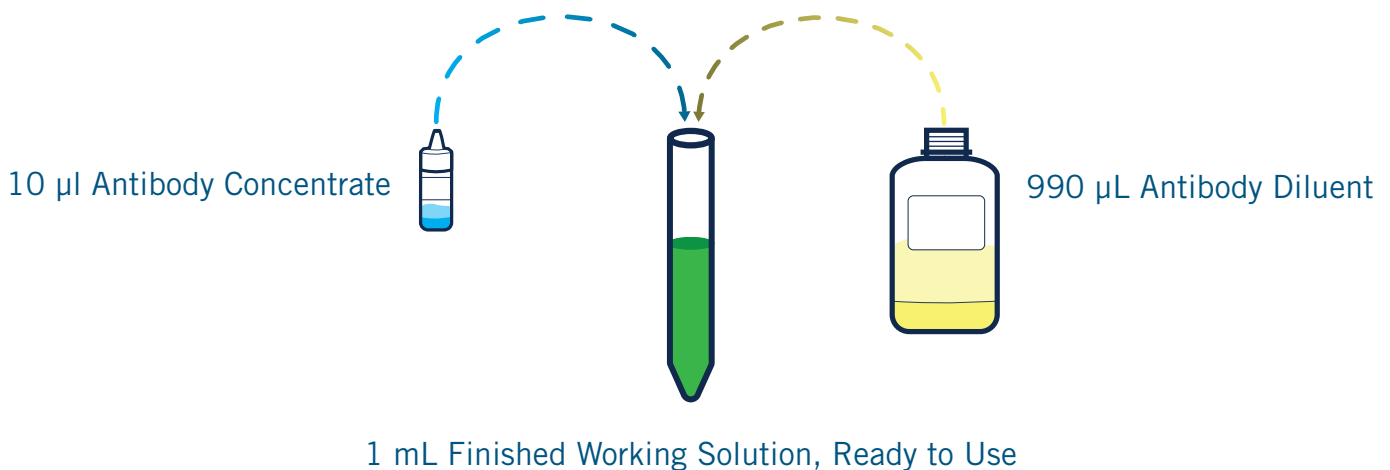 10 µl Antibody Concentrate
990 µL Antibody Diluent
1 mL Finished Working Solution, Ready to Use